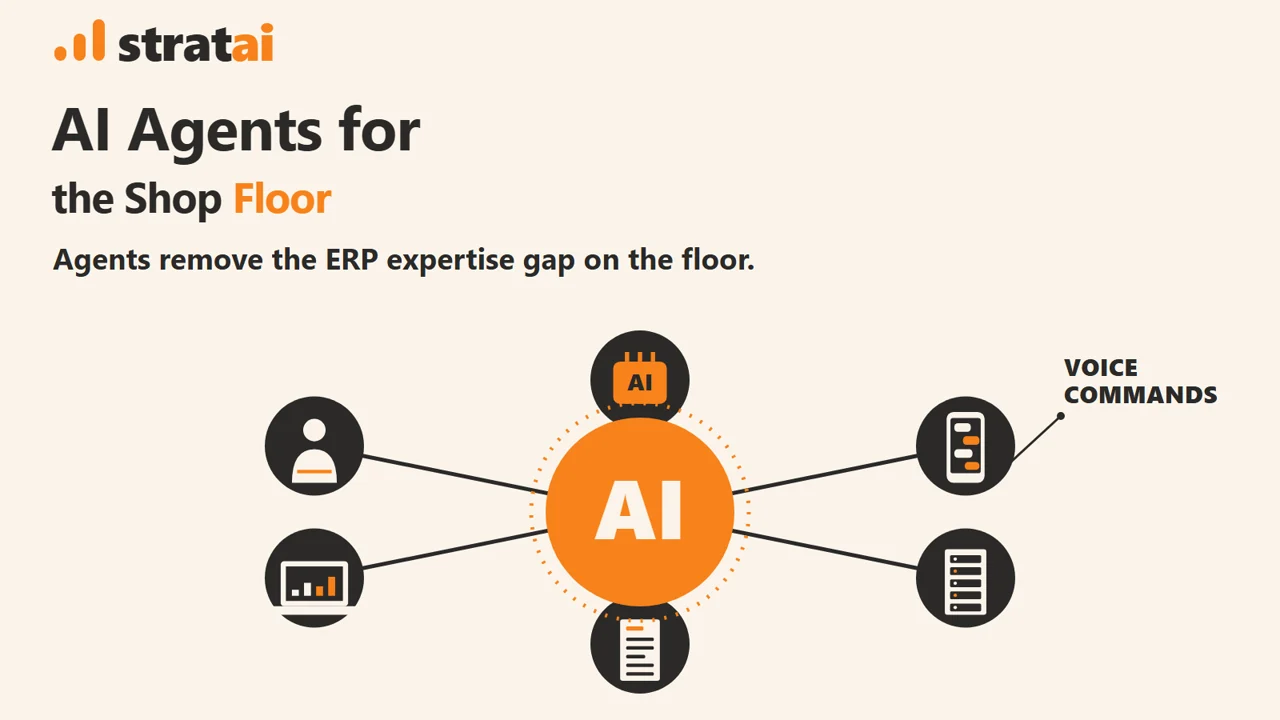 stratai
AI Agents for
the Shop Floor
Agents remove the ERP expertise gap on the floor.
AI
VOICE
COMMANDS
AI